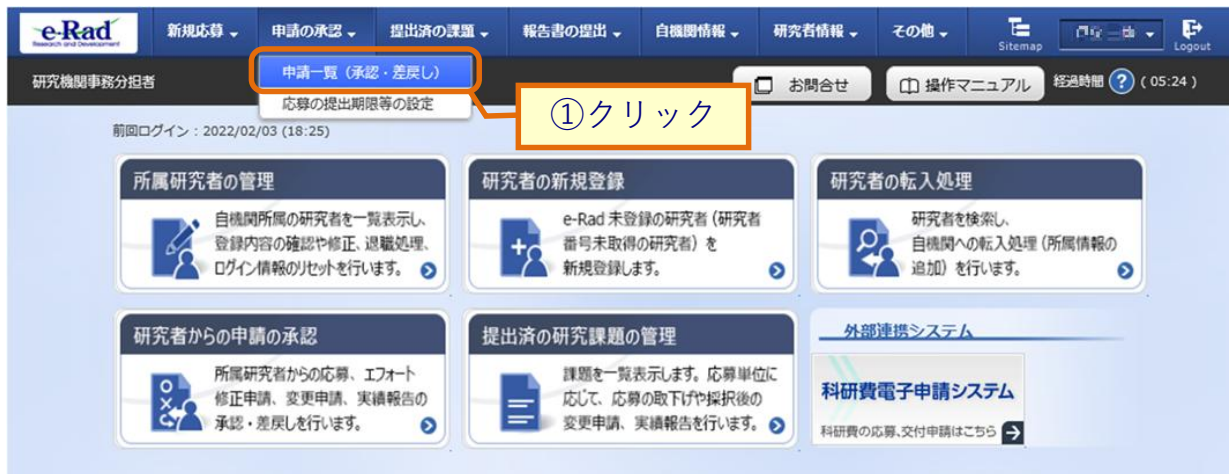 e-Rad
Research and Development
新規応募
申請の承認
提出済の課題
報告書の提出
自機関情報
研究者情報
その他
Sitemap
Logout
研究機関事務分担者
申請一覧（承認・差戻し）
応募の提出期限等の設定
お問合せ
操作マニュアル
経過時間 ? ( 05:24 )
①クリック
前回ログイン : 2022/02/03 (18:25)
所属研究者の管理
自機関所属の研究者を一覧表示し、
登録内容の確認や修正、退職処理、
ログイン情報のリセットを行います。
研究者の新規登録
e-Rad 未登録の研究者（研究者
番号未取得の研究者）を
新規登録します。
研究者の転入処理
研究者を検索し、
自機関への転入処理（所属情報の
追加）を行います。
研究者からの申請の承認
所属研究者からの応募、エフォート
修正申請、変更申請、実績報告の
承認・差戻しを行います。
提出済の研究課題の管理
課題を一覧表示します。応募単位に
応じて、応募の取下げや採択後の
変更申請、実績報告を行います。
外部連携システム
科研費電子申請システム
科研費の応募、交付申請はこちら